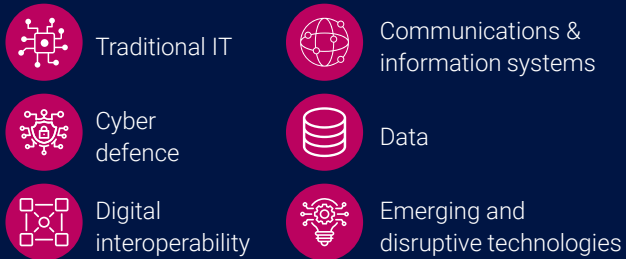 Traditional IT
Communications &
information systems
Cyber
defence
Data
Digital
interoperability
Emerging and
disruptive technologies